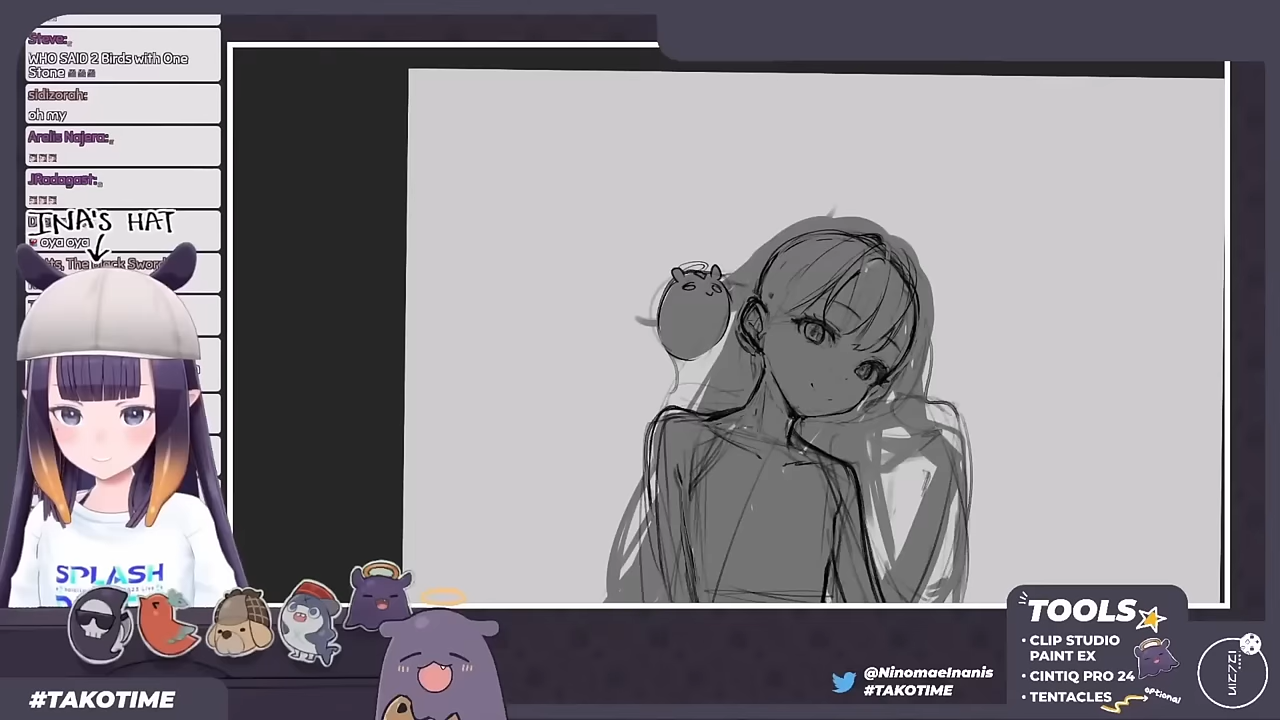 Steve:
WHO SAID 2 Birds with One
Stone
sidizorah:
oh my
Arelis Najera:
JRadagast:
INA'S HAT
oya oya
SPLASH
#TAKOTIME
@NinomaeInanis
#TAKOTIME
TOOLS
• CLIP STUDIO
PAINT EX
• CINTIQ PRO 24
• TENTACLES
optional